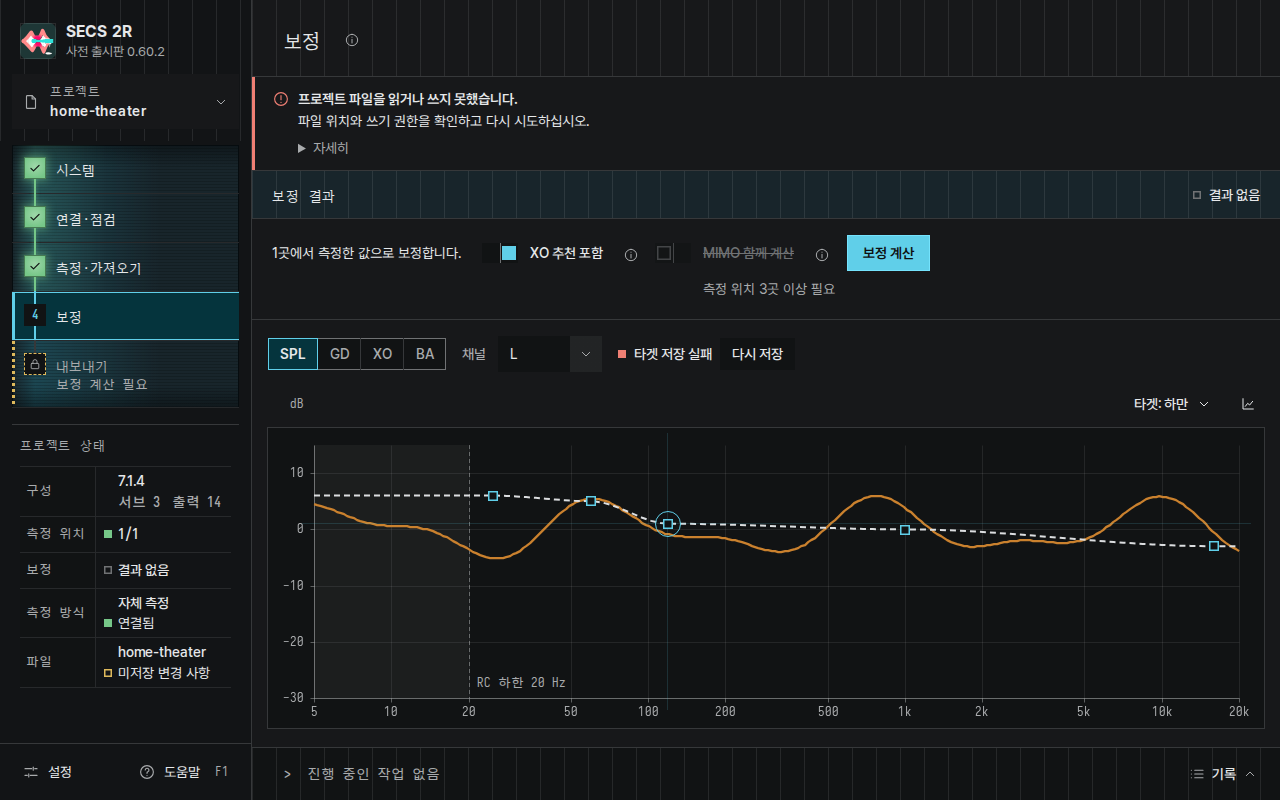 SECS 2R
사전 출시판 0.60.2
프로젝트
home-theater
시스템
연결·점검
측정·가져오기
4 보정
내보내기
보정 계산 필요
프로젝트 상태
구성
7.1.4
서브 3 출력 14
측정 위치
1/1
보정
결과 없음
측정 방식
자체 측정
연결됨
파일
home-theater
미저장 변경 사항
설정
도움말 F1
보정
프로젝트 파일을 읽거나 쓰지 못했습니다.
파일 위치와 쓰기 권한을 확인하고 다시 시도하십시오.
▶ 자세히
보정 결과
결과 없음
1곳에서 측정한 값으로 보정합니다.
XO 추천 포함
MIMO 함께 계산
보정 계산
측정 위치 3곳 이상 필요
SPL GD XO BA 채널 L 타겟 저장 실패 다시 저장
dB
타겟: 하만
10
0
-10
-20
-30
RC 하한 20 Hz
5 10 20 50 100 200 500 1k 2k 5k 10k 20k
> 진행 중인 작업 없음
기록